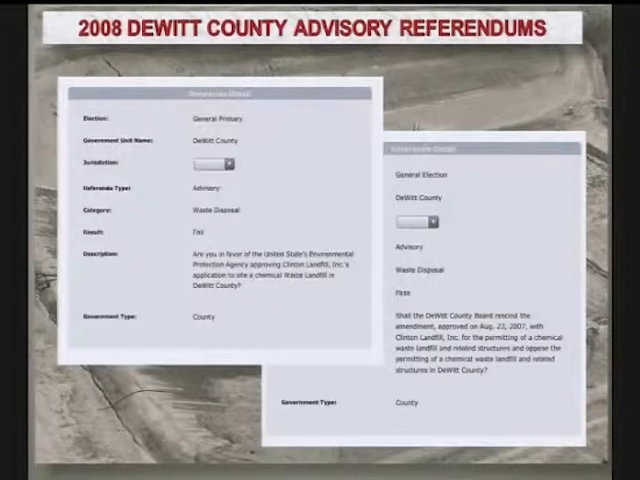 2008 DEWITT COUNTY ADVISORY REFERENDUMS
Referenda Detail
Election: General Primary
Government Unit Name: DeWitt County
Jurisdiction:
Referenda Type: Advisory
Category: Waste Disposal
Result: Fail
Description: Are you in favor of the United State's Environmental
Protection Agency approving Clinton Landfill, Inc.'s
application to site a chemical Waste Landfill in
DeWitt County?
Government Type: County
Referenda Detail
General Election
DeWitt County
Advisory
Waste Disposal
Pass
Shall the DeWitt County Board rescind the
amendment, approved on Aug. 23, 2007, with
Clinton Landfill, Inc. for the permitting of a chemical
waste landfill and related structures and oppose the
permitting of a chemical waste landfill and related
structures in DeWitt County?
Government Type: County